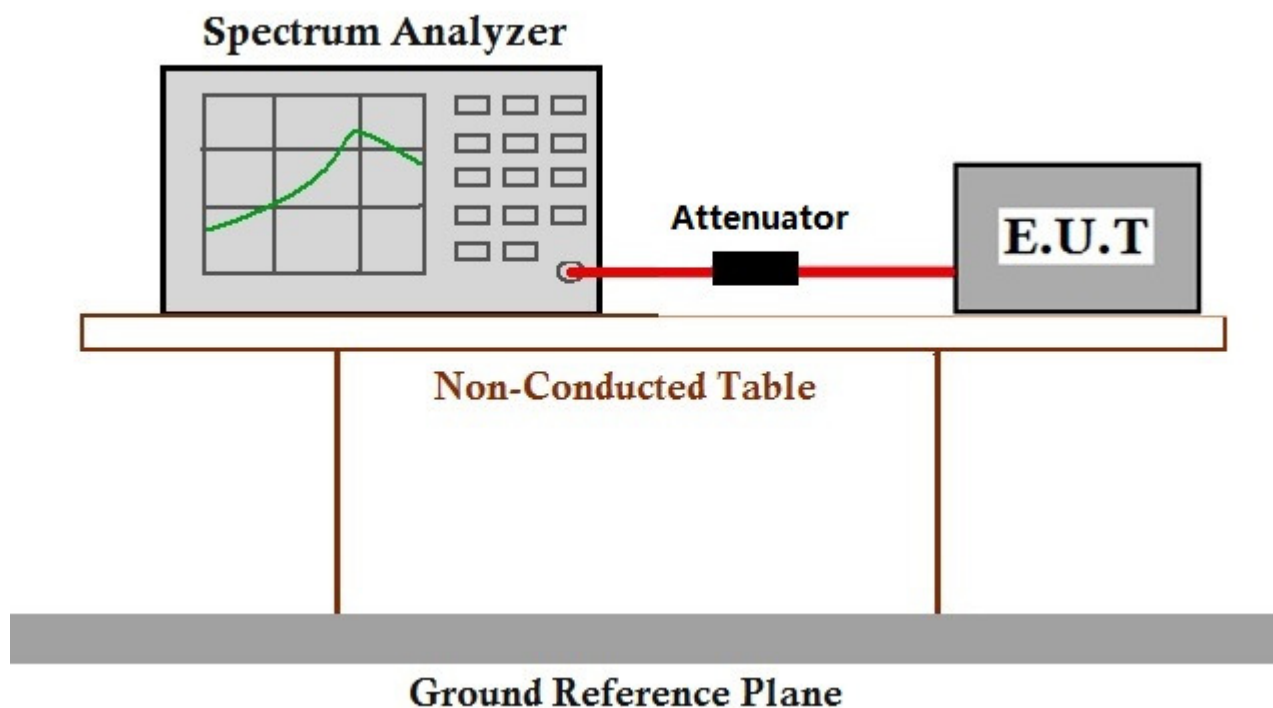 Spectrum Analyzer
Attenuator
E.U.T
Non-Conducted Table
Ground Reference Plane